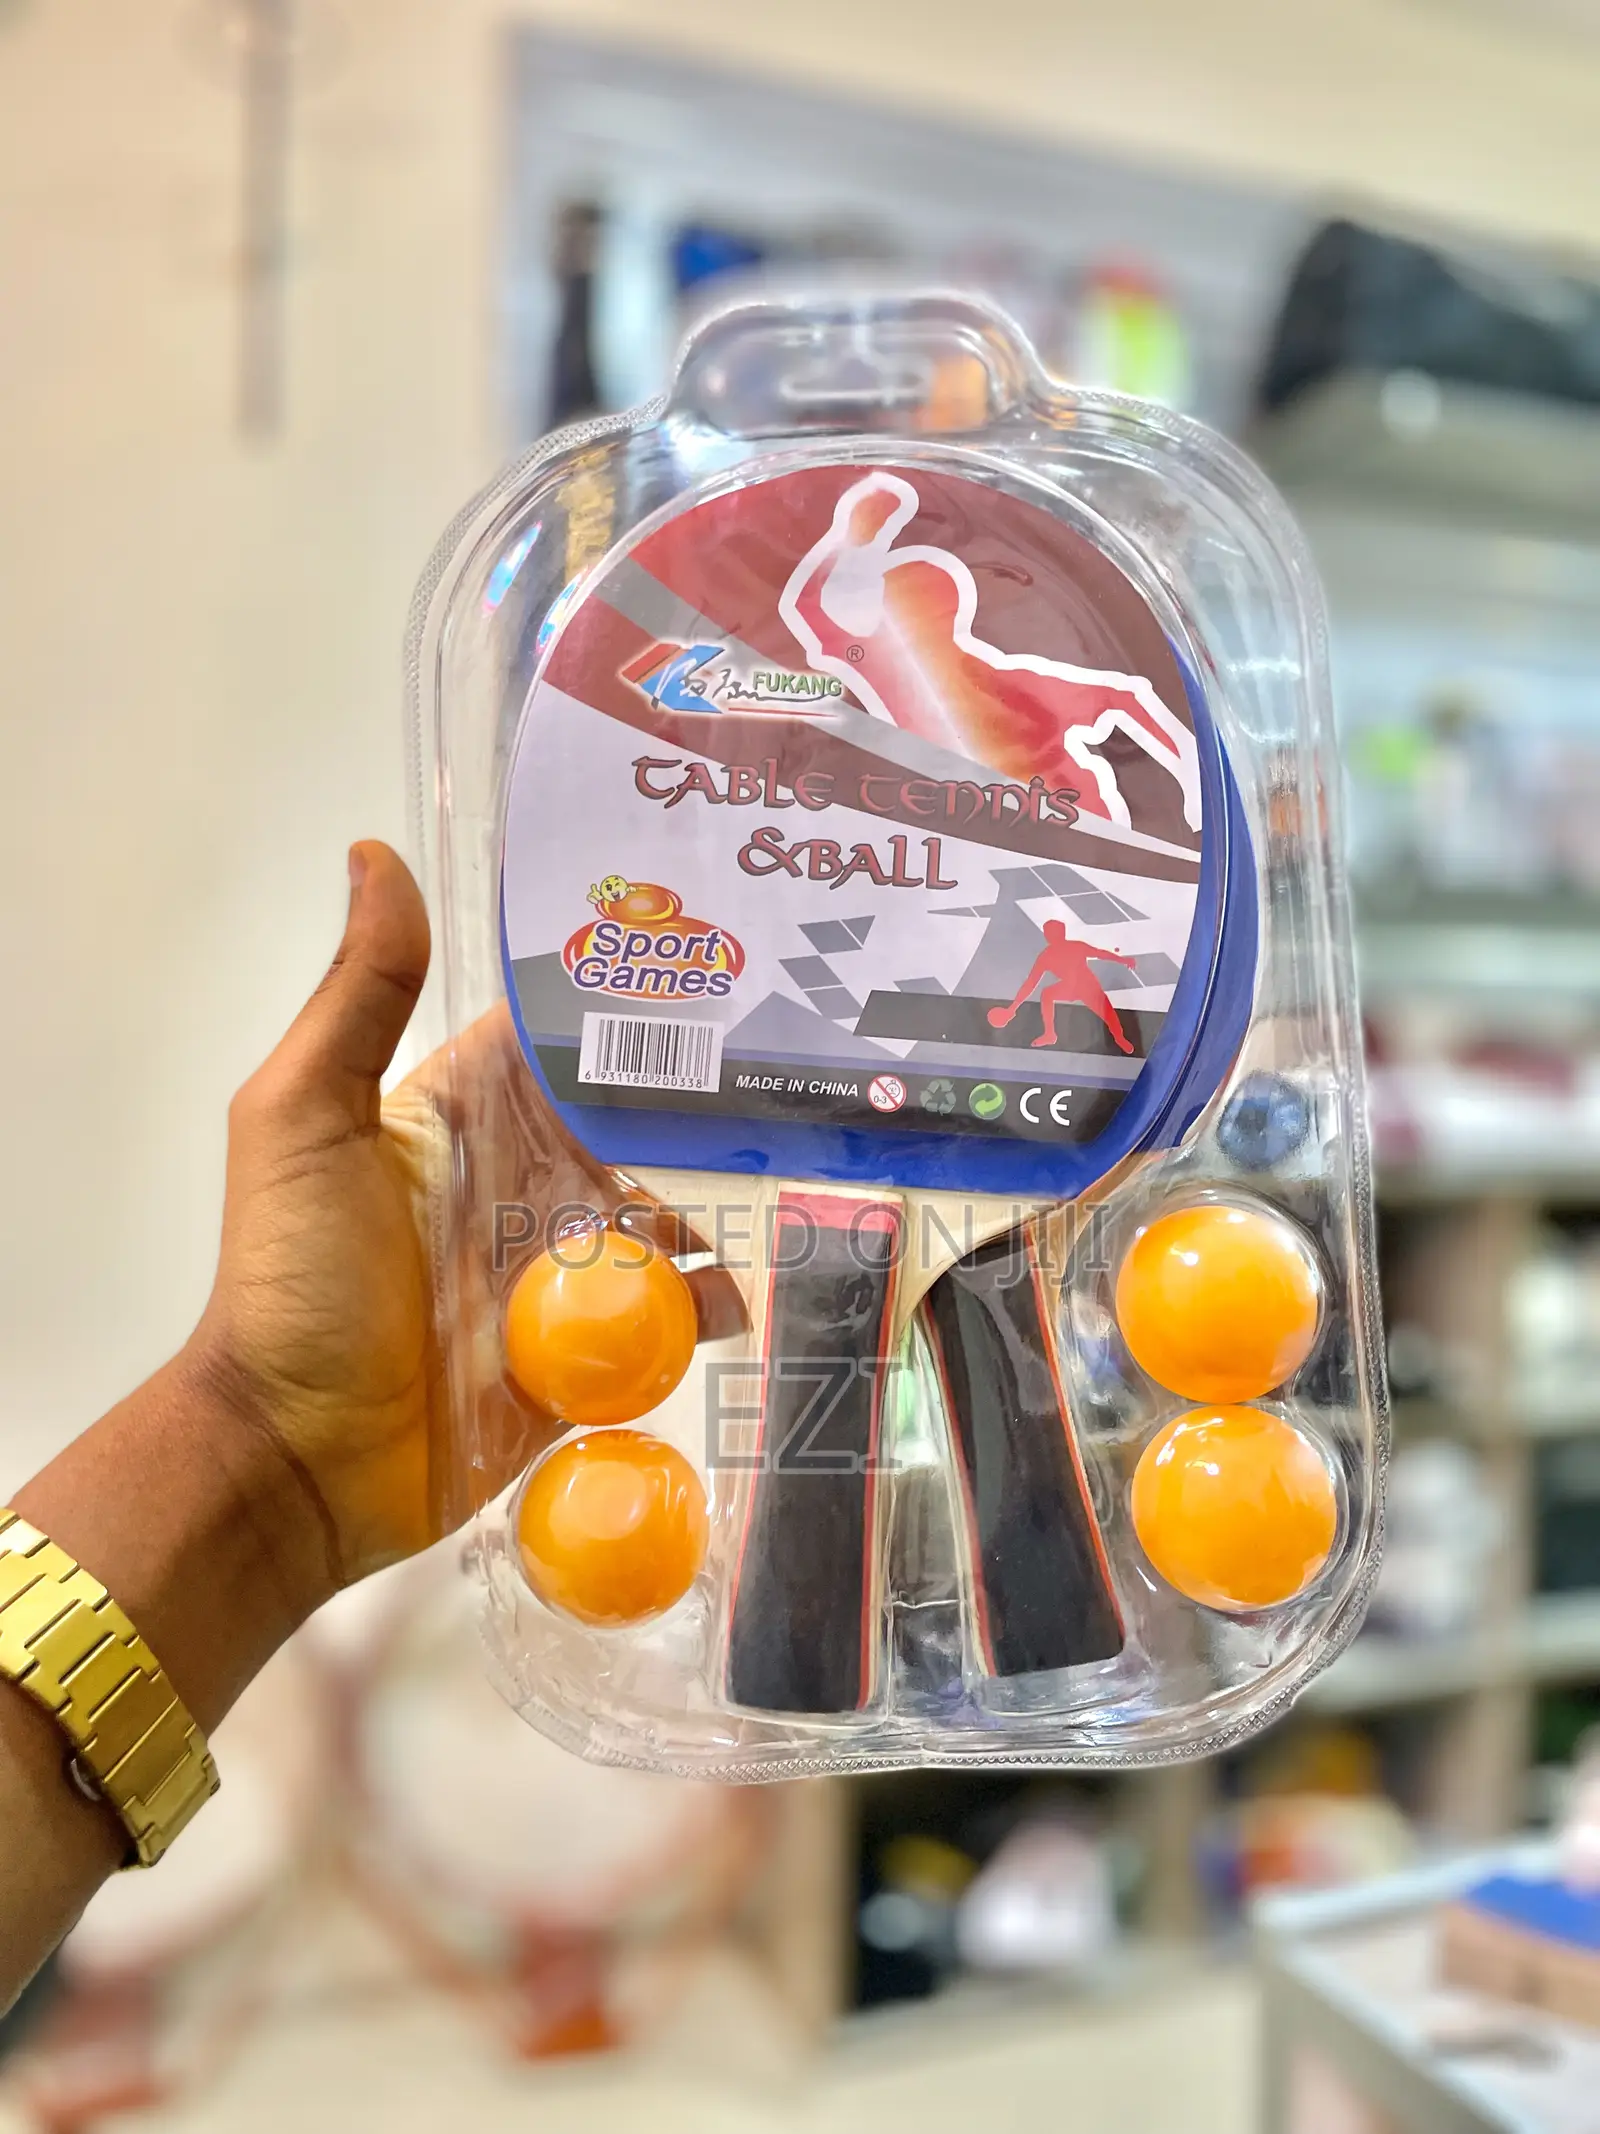 ®
FUKANG
TABLE TENNIS
&BALL
Sport
Games
6 931180 200338
MADE IN CHINA
0-3
CE
POSTED ON JIJI
EZI